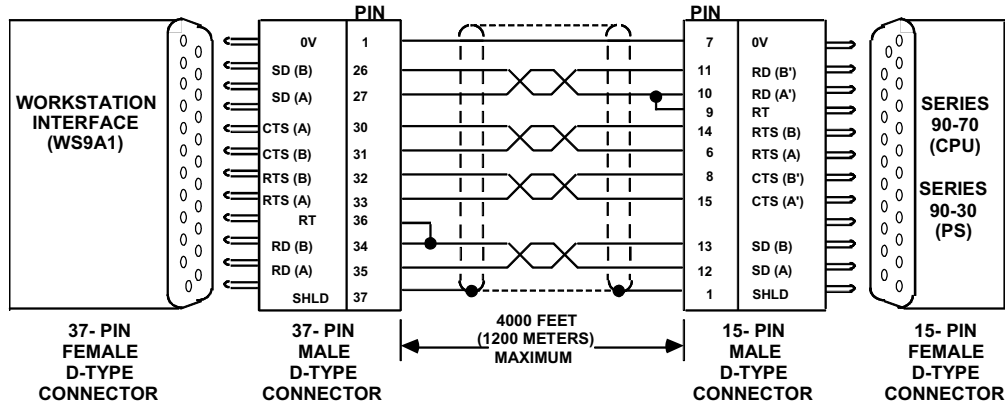 PIN
PIN
WORKSTATION
INTERFACE
(WS9A1)
0V 1
SD (B) 26
SD (A) 27
CTS (A) 30
CTS (B) 31
RTS (B) 32
RTS (A) 33
RT 36
RD (B) 34
RD (A) 35
SHLD 37
7 0V
11 RD (B')
10 RD (A')
9 RT
14 RTS (B)
6 RTS (A)
8 CTS (B')
15 CTS (A')
13 SD (B)
12 SD (A)
1 SHLD
SERIES
90-70
(CPU)
SERIES
90-30
(PS)
37- PIN
FEMALE
D-TYPE
CONNECTOR
37- PIN
MALE
D-TYPE
CONNECTOR
4000 FEET
(1200 METERS)
MAXIMUM
15- PIN
MALE
D-TYPE
CONNECTOR
15- PIN
FEMALE
D-TYPE
CONNECTOR